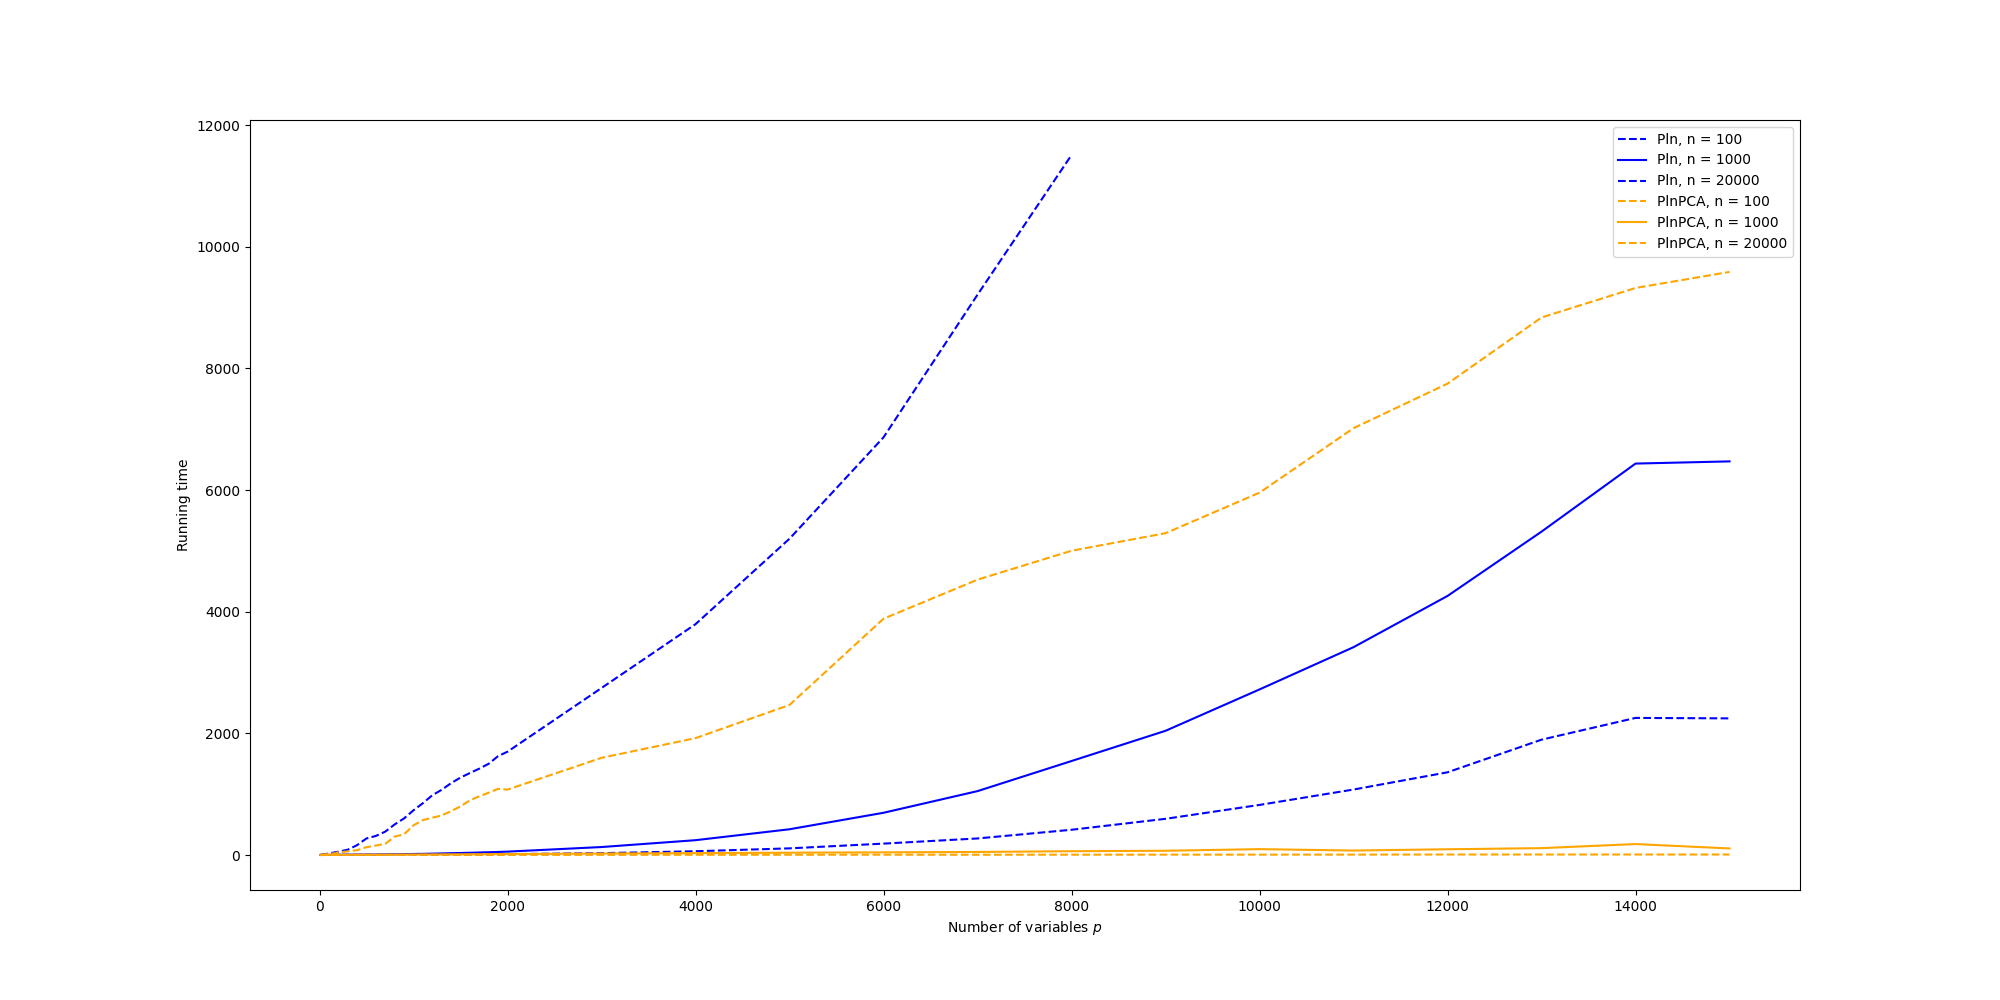 12000
10000
8000
6000
4000
2000
0
Running time
0 2000 4000 6000 8000 10000 12000 14000
Number of variables p
Pln, n = 100
Pln, n = 1000
Pln, n = 20000
PlnPCA, n = 100
PlnPCA, n = 1000
PlnPCA, n = 20000